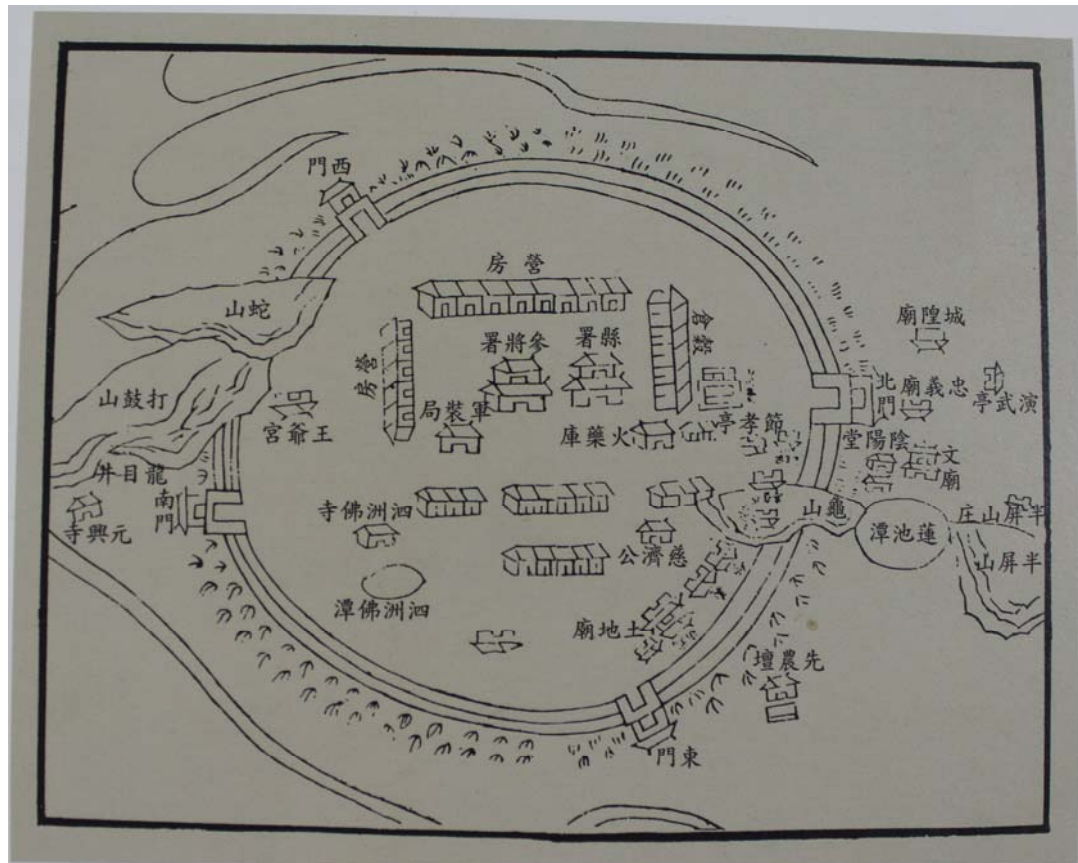 門西
房營
山蛇
房營
署將參
署縣
倉穀
廟隍城
山鼓打
宮爺王
局裝軍
庫藥火
亭孝節
北門
廟義忠
亭武演
堂陽陰
文廟
井目龍
南門
寺興元
寺佛洲泗
潭佛洲泗
公濟慈
山龜
潭池蓮
庄山屏半
山屏半
廟地土
壇農先
門東